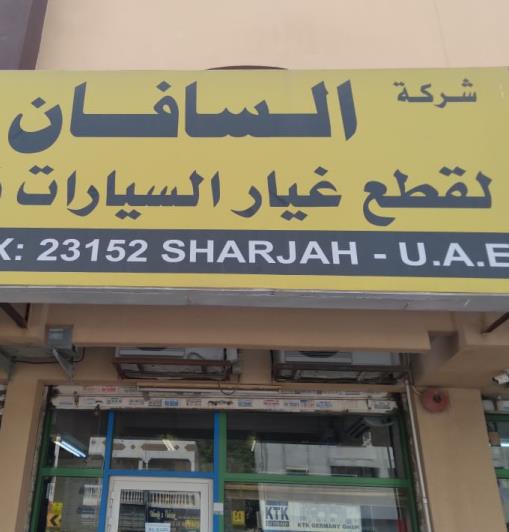 شركة السافان
لقطع غيار السيارات
X: 23152 SHARJAH - U.A.E
KTK
KTK GERMANY GmbH